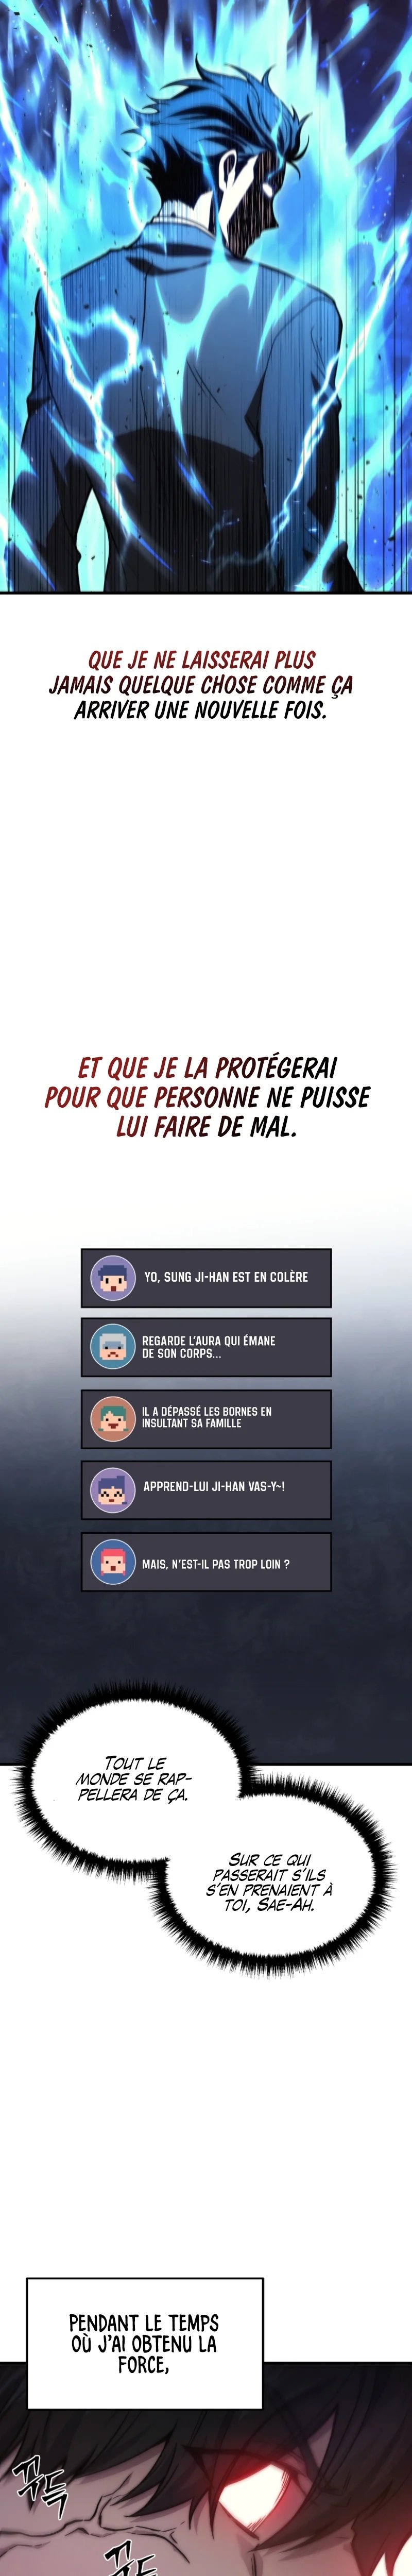 QUE JE NE LAISSERAI PLUS
JAMAIS QUELQUE CHOSE COMME ÇA
ARRIVER UNE NOUVELLE FOIS.
ET QUE JE LA PROTÉGERAI
POUR QUE PERSONNE NE PUISSE
LUI FAIRE DE MAL.
YO, SUNG JI-HAN EST EN COLÈRE
REGARDE L'AURA QUI ÉMANE
DE SON CORPS...
IL A DÉPASSÉ LES BORNES EN
INSULTANT SA FAMILLE
APPREND-LUI JI-HAN VAS-Y~!
MAIS, N'EST-IL PAS TROP LOIN ?
TOUT LE
MONDE SE RAP-
PELLERA DE ÇA.
SUR CE QUI
PASSERAIT S'ILS
S'EN PRENAIENT À
TOI, SAE-AH.
PENDANT LE TEMPS
OÙ J'AI OBTENU LA
FORCE,
꾸득